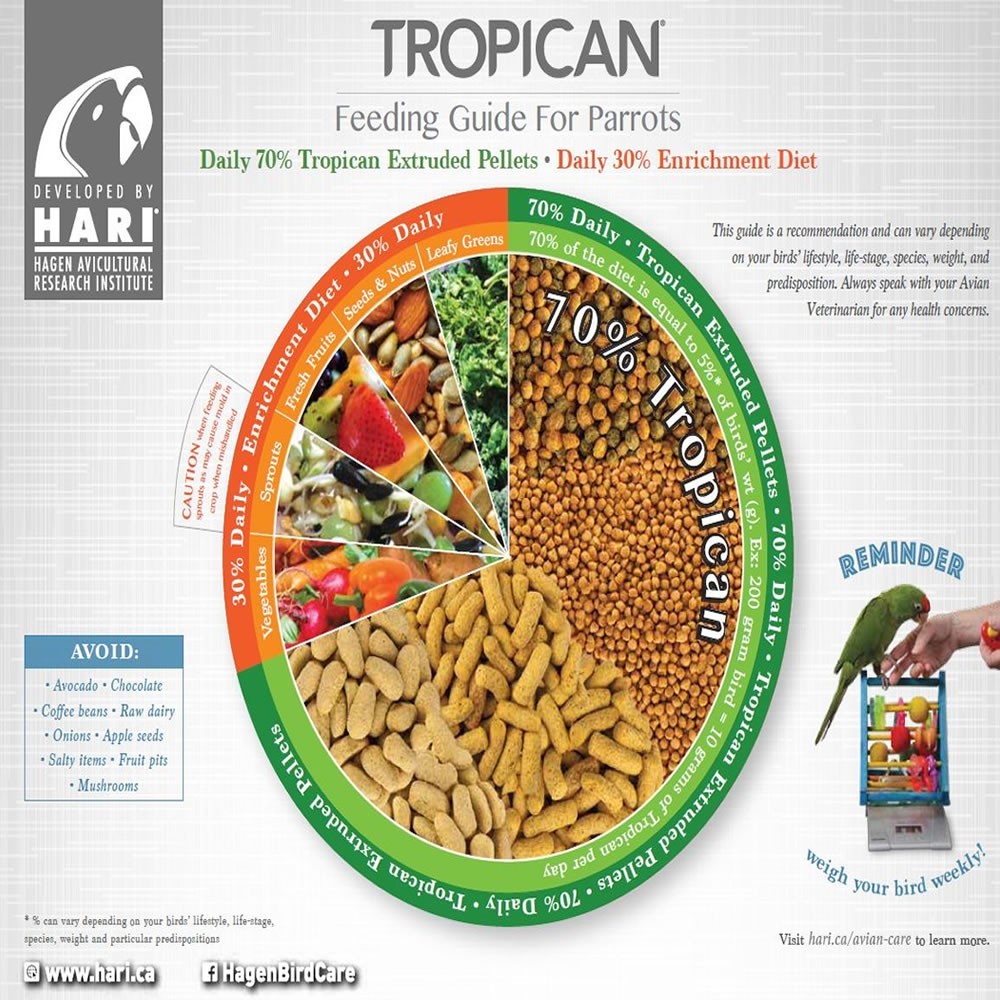 TROPICAN®
Feeding Guide For Parrots
Daily 70% Tropican Extruded Pellets • Daily 30% Enrichment Diet
DEVELOPED BY
HARI®
HAGEN AVICULTURAL
RESEARCH INSTITUTE
This guide is a recommendation and can vary depending
on your birds' lifestyle, life-stage, species, weight, and
predisposition. Always speak with your Avian
Veterinarian for any health concerns.
30% Daily • Enrichment Diet • 30% Daily
70% Daily • Tropican Extruded Pellets • 70% Daily • Tropican Extruded Pellets • 70% Daily • Tropican Extruded Pellets
70% of the diet is equal to 5%* of birds' wt (g). Ex: 200 gram bird = 10 grams of Tropican per day
Leafy Greens
Seeds & Nuts
Fresh Fruits
Sprouts
Vegetables
70% Tropican
CAUTION when feeding
sprouts as may cause mold in
crop when mishandled
REMINDER
weigh your bird weekly!
AVOID:
• Avocado • Chocolate
• Coffee beans • Raw dairy
• Onions • Apple seeds
• Salty items • Fruit pits
• Mushrooms
* % can vary depending on your birds' lifestyle, life-stage,
species, weight and particular predispositions
www.hari.ca
HagenBirdCare
Visit hari.ca/avian-care to learn more.